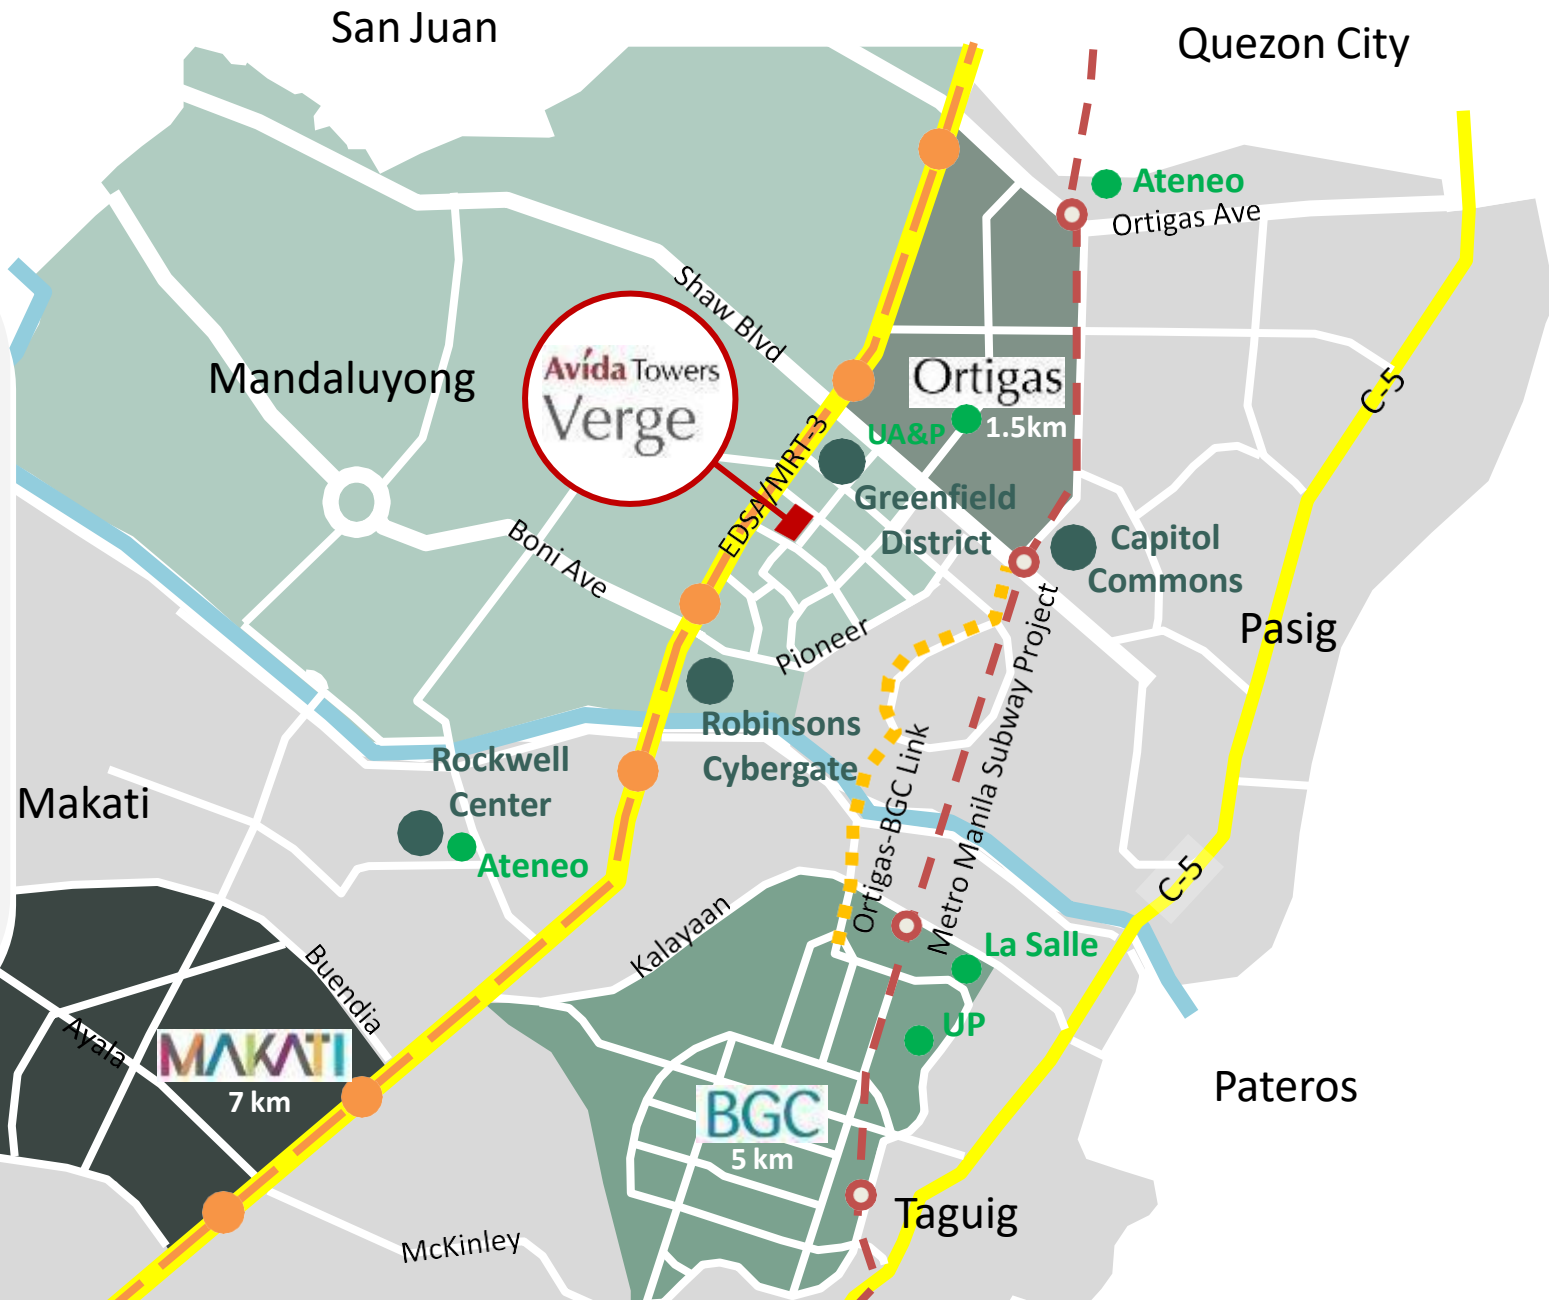 San Juan
Quezon City
Ateneo
Ortigas Ave
Shaw Blvd
Mandaluyong
Avída Towers
Verge
Ortigas
1.5km
C-5
UA&P
EDSA/MRT-3
Greenfield
District
Capitol
Commons
Boni Ave
Pioneer
Pasig
Metro Manila Subway Project
Robinsons
Cybergate
Ortigas-BGC Link
Rockwell
Center
Makati
Ateneo
C-5
Kalayaan
La Salle
Buendia
UP
Ayala
MAKATI
7 km
BGC
5 km
Pateros
Taguig
McKinley